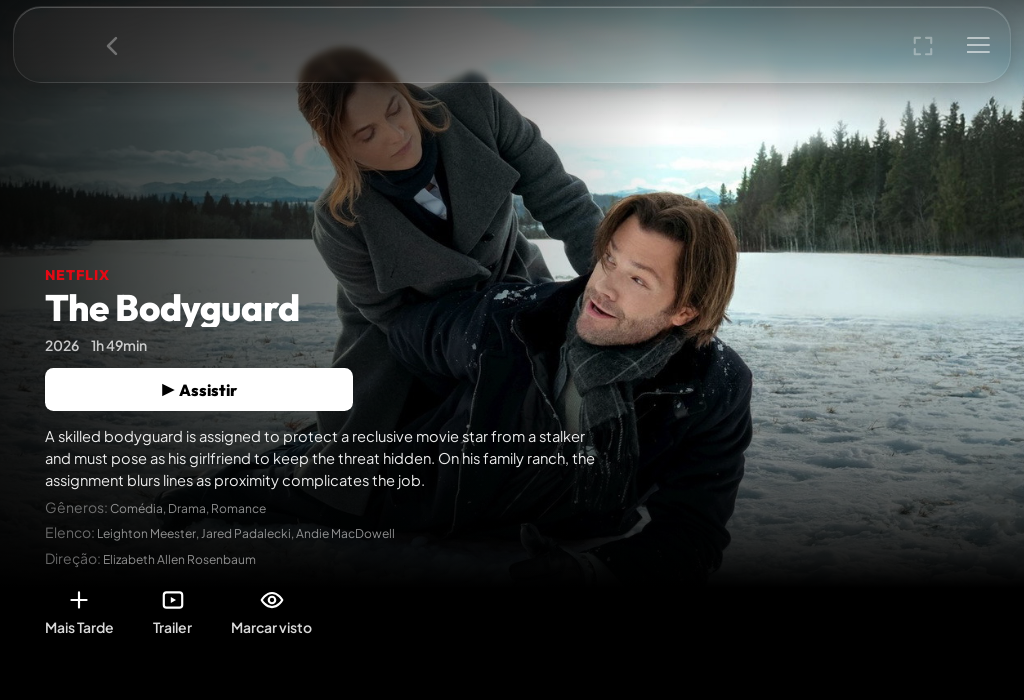 NETFLIX
The Bodyguard
2026 1h 49min
▶ Assistir
A skilled bodyguard is assigned to protect a reclusive movie star from a stalker
and must pose as his girlfriend to keep the threat hidden. On his family ranch, the
assignment blurs lines as proximity complicates the job.
Gêneros: Comédia, Drama, Romance
Elenco: Leighton Meester, Jared Padalecki, Andie MacDowell
Direção: Elizabeth Allen Rosenbaum
Mais Tarde Trailer Marcar visto